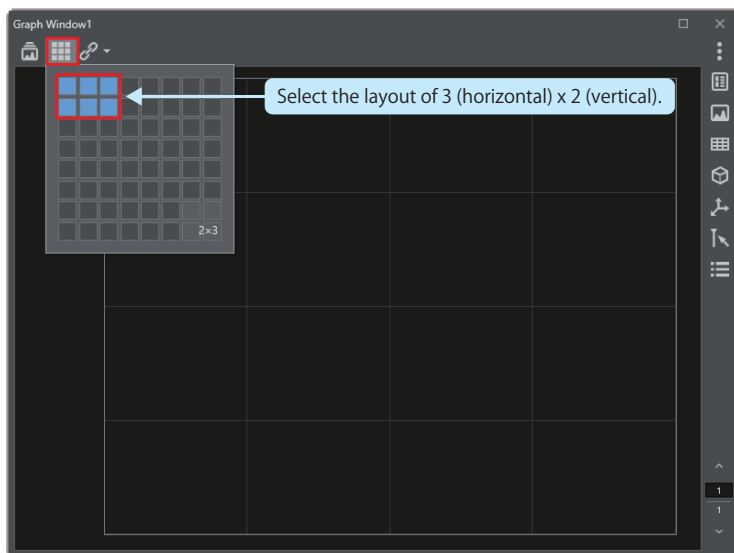 Graph Window1
Select the layout of 3 (horizontal) x 2 (vertical).
2×3
1
1